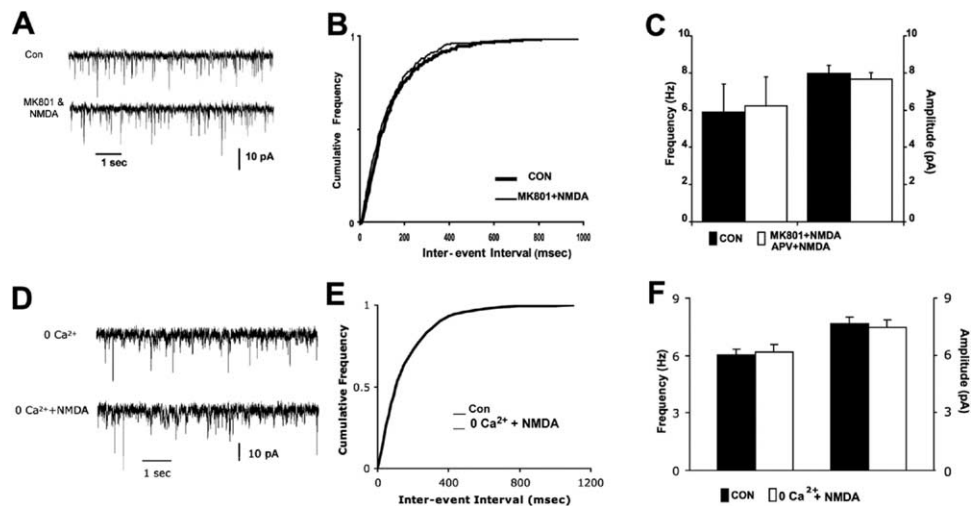 A
Con
MK801 &
NMDA
1 sec
10 pA
B
Cumulative Frequency
1
0
0
200
400
600
800
1000
Inter-event Interval (msec)
CON
MK801+NMDA
C
Frequency (Hz)
10
8
6
4
2
0
Amplitude (pA)
10
8
6
4
2
0
CON
MK801+NMDA
APV+NMDA
D
0 Ca²⁺
0 Ca²⁺+NMDA
1 sec
10 pA
E
Cumulative Frequency
1
0.5
0
0
400
800
1200
Inter-event Interval (msec)
Con
0 Ca²⁺ + NMDA
F
Frequency (Hz)
9
6
3
0
Amplitude (pA)
9
6
3
0
CON
0 Ca²⁺+ NMDA